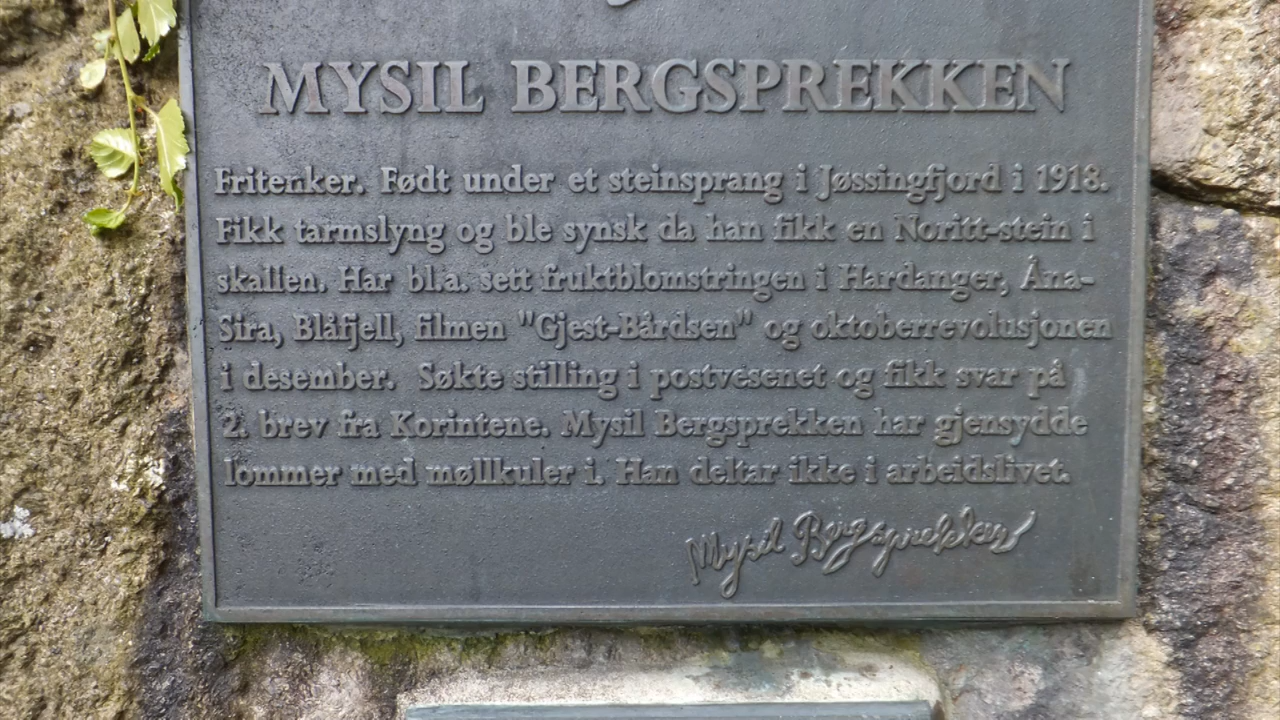 MYSIL BERGSPREKKEN
Fritenker. Født under et steinsprang i Jøssingfjord i 1918.
Fikk tarmslyng og ble synsk da han fikk en Noritt-stein i
skallen. Har bl.a. sett fruktblomstringen i Hardanger, Åna-
Sira, Blåfjell, filmen "Gjest-Bårdsen" og oktoberrevolusjonen
i desember. Søkte stilling i postvesenet og fikk svar på
2. brev fra Korintene. Mysil Bergsprekken har gjensydde
lommer med møllkuler i. Han deltar ikke i arbeidslivet.
Mysil Bergsprekken